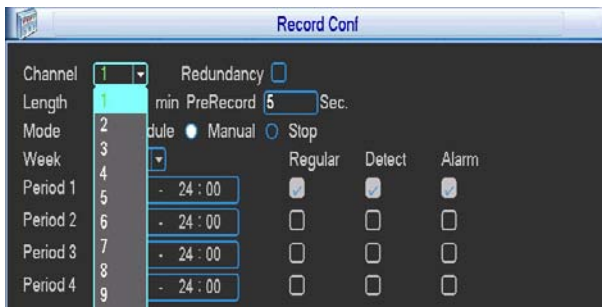 Record Conf
Channel 1 Redundancy
Length 1 min PreRecord 5 Sec.
Mode 2 dule Manual Stop
Week 3 Regular Detect Alarm
4
Period 1 - 24 : 00
5
Period 2 6 - 24 : 00
Period 3 7 - 24 : 00
8
Period 4 - 24 : 00
9